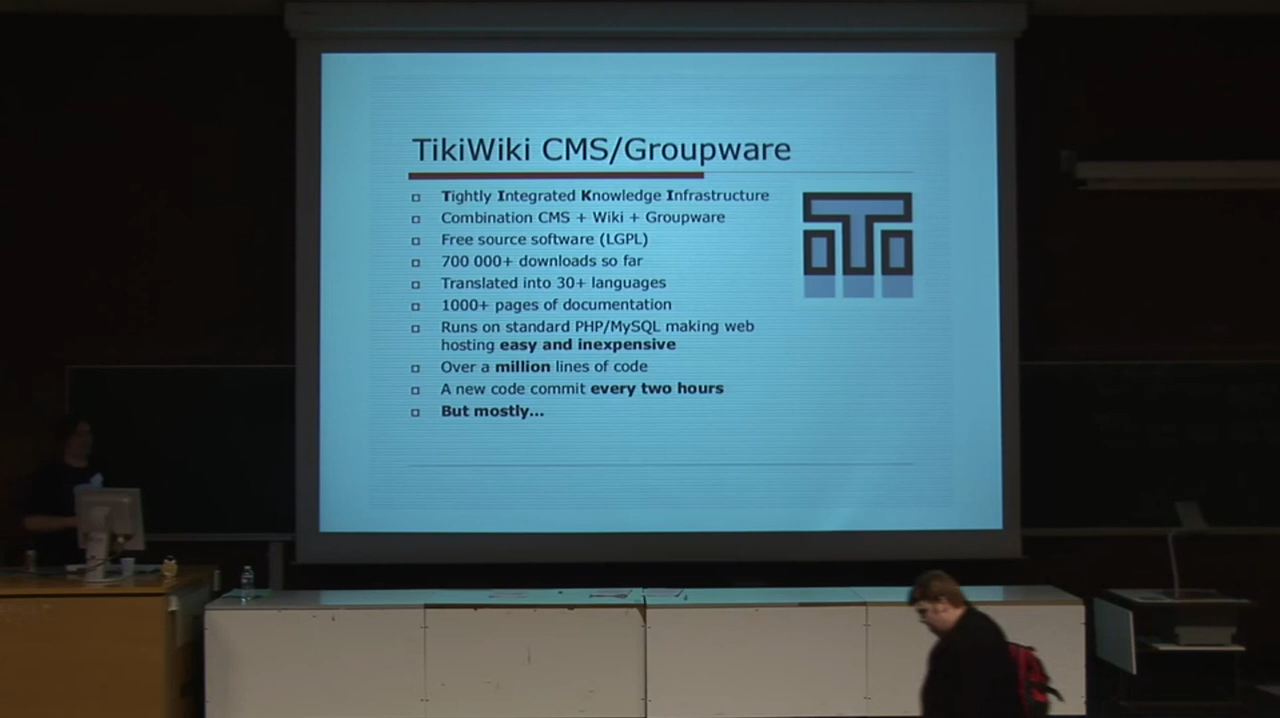 TikiWiki CMS/Groupware
Tightly Integrated Knowledge Infrastructure
Combination CMS + Wiki + Groupware
Free source software (LGPL)
700 000+ downloads so far
Translated into 30+ languages
1000+ pages of documentation
Runs on standard PHP/MySQL making web
hosting easy and inexpensive
Over a million lines of code
A new code commit every two hours
But mostly...